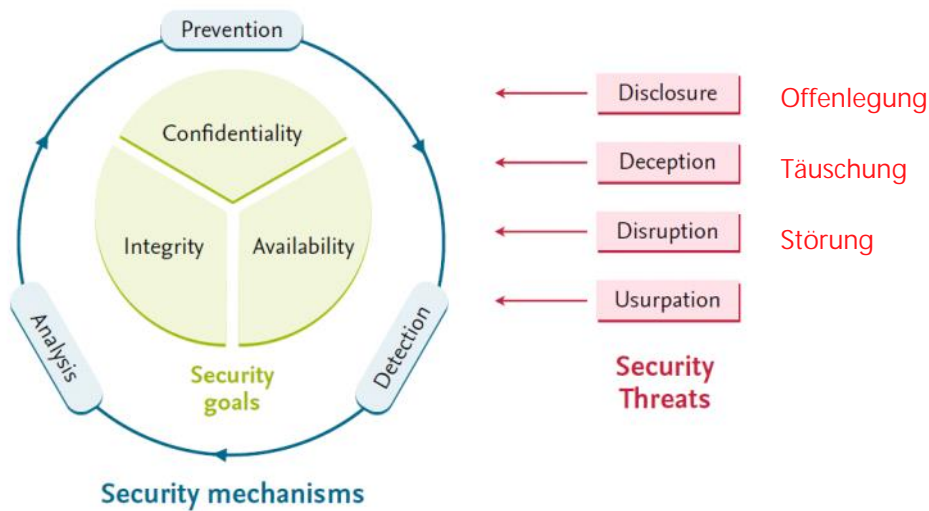 Prevention
Confidentiality
Integrity
Availability
Analysis
Detection
Security
goals
Security mechanisms
Disclosure
Offenlegung
Deception
Täuschung
Disruption
Störung
Usurpation
Security
Threats